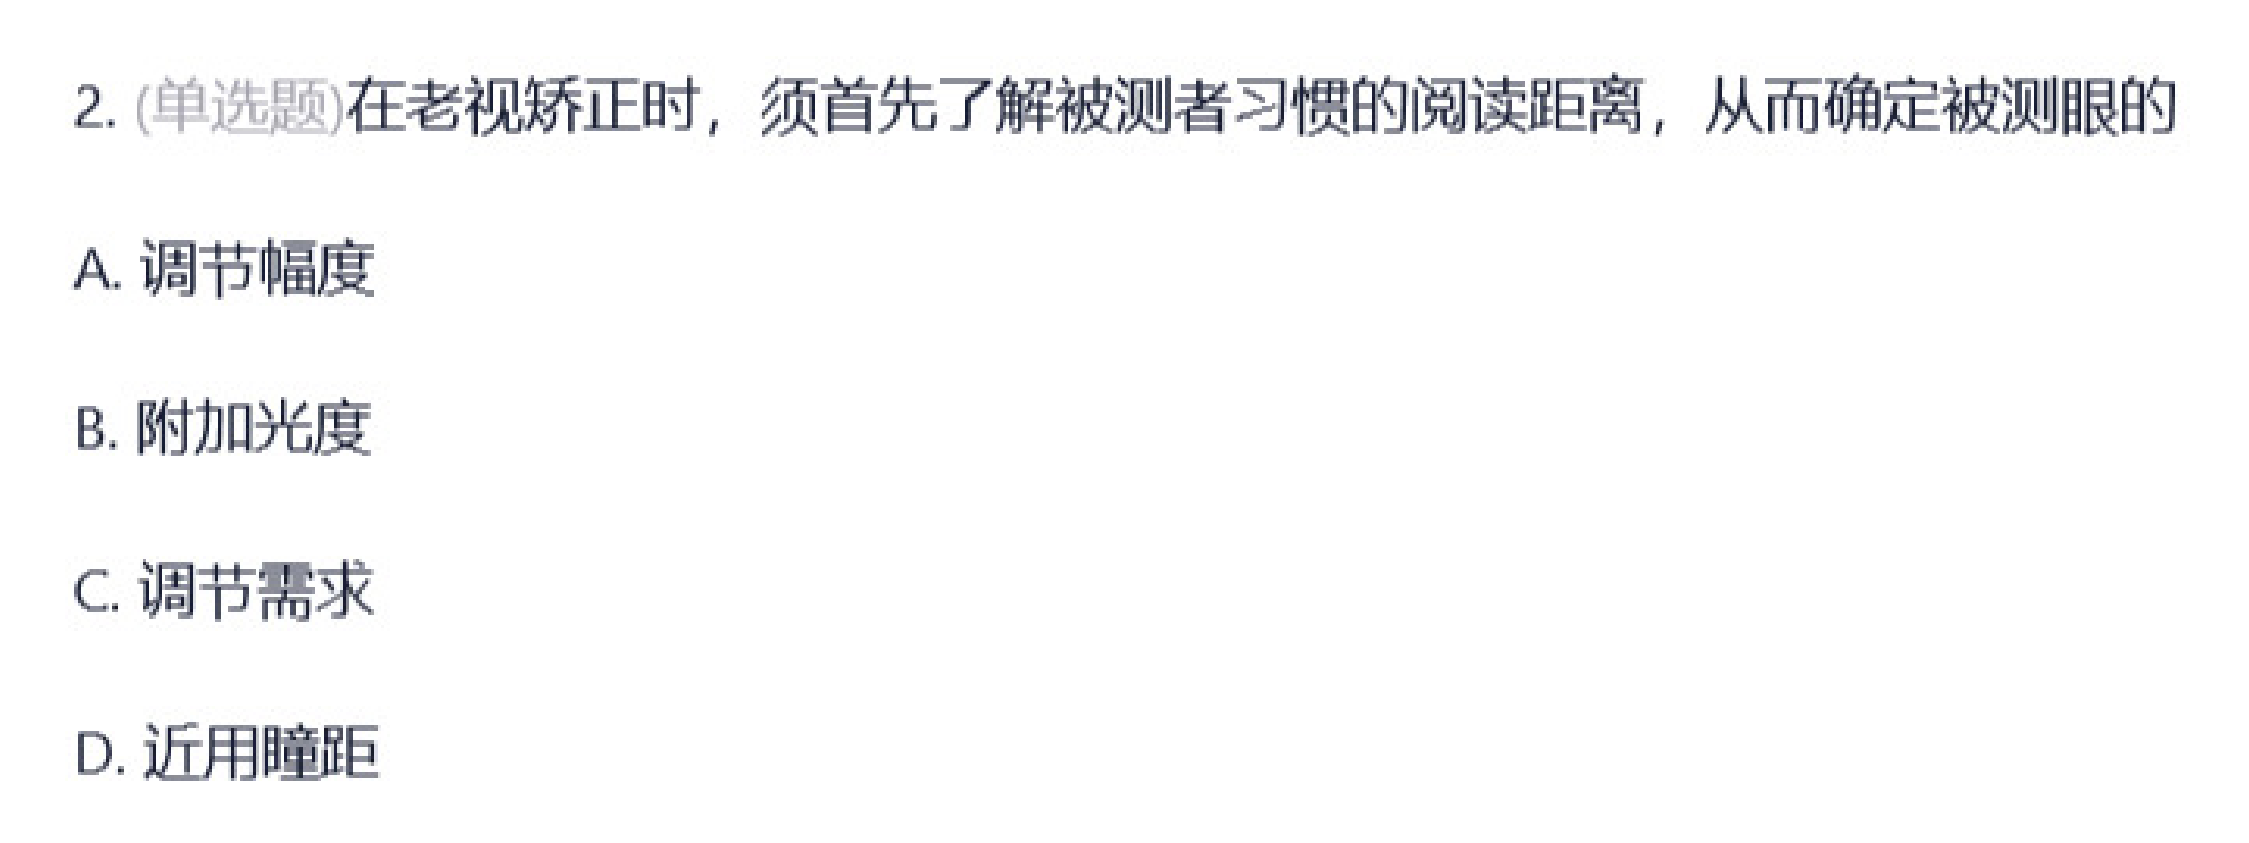 2. (单选题)在老视矫正时，须首先了解被测者习惯的阅读距离，从而确定被测眼的
A. 调节幅度
B. 附加光度
C. 调节需求
D. 近用瞳距